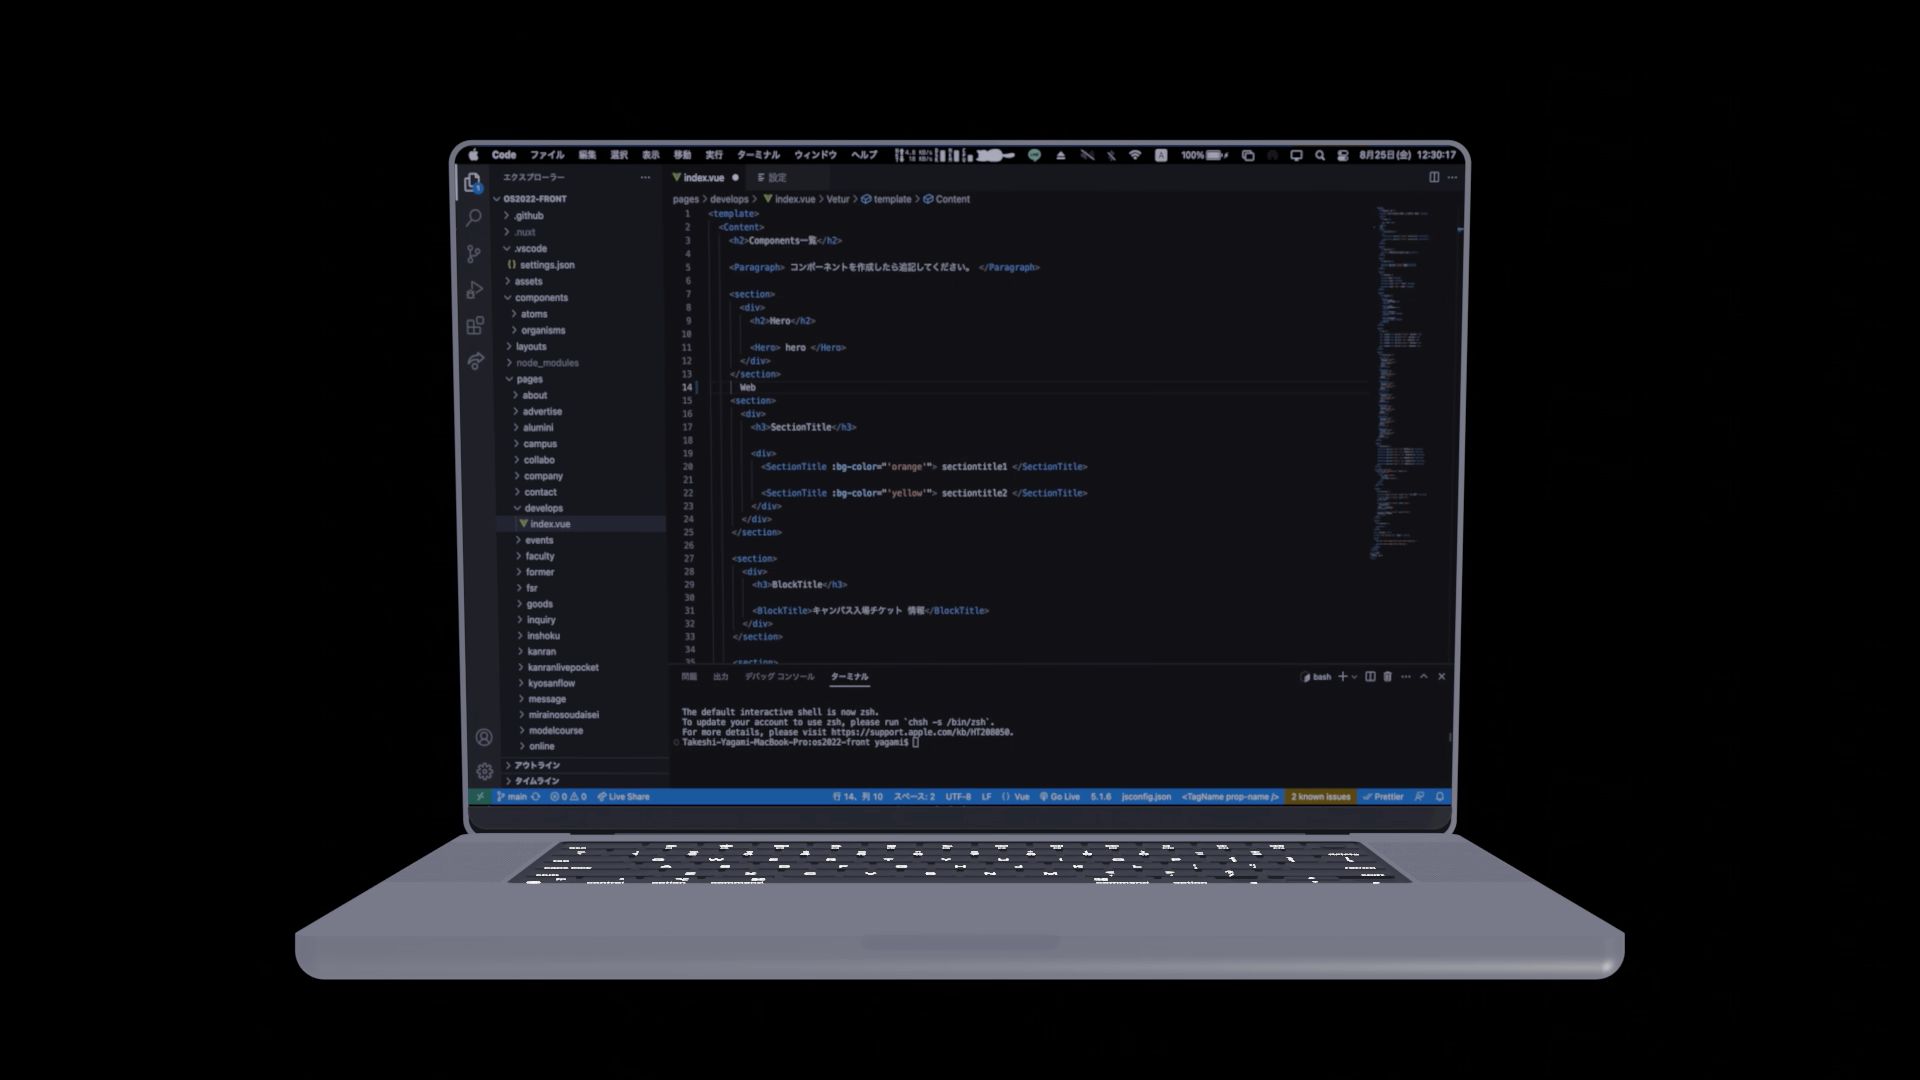 Code ファイル 編集 選択 表示 移動 実行 ターミナル ウィンドウ ヘルプ 100% 8月25日(金) 12:30:17
エクスプローラー
OS2022-FRONT
.github
.nuxt
.vscode
settings.json
assets
components
atoms
organisms
layouts
node_modules
pages
about
advertise
alumini
campus
collabo
company
contact
develops
index.vue
events
faculty
former
fsr
goods
inquiry
inshoku
kanran
kanranlivepocket
kyosanflow
message
mirainosoudaisei
modelcourse
online
アウトライン
タイムライン
index.vue 設定
pages > develops > index.vue > Vetur > template > Content
1 <template>
2 <Content>
3 <h2>Components一覧</h2>
4
5 <Paragraph> コンポーネントを作成したら追記してください。 </Paragraph>
6
7 <section>
8 <div>
9 <h2>Hero</h2>
10
11 <Hero> hero </Hero>
12 </div>
13 </section>
14 Web
15 <section>
16 <div>
17 <h3>SectionTitle</h3>
18
19 <div>
20 <SectionTitle :bg-color="'orange'"> sectiontitle1 </SectionTitle>
21
22 <SectionTitle :bg-color="'yellow'"> sectiontitle2 </SectionTitle>
23 </div>
24 </div>
25 </section>
26
27 <section>
28 <div>
29 <h3>BlockTitle</h3>
30
31 <BlockTitle>キャンパス入場チケット 情報</BlockTitle>
32 </div>
33 </section>
34
35 <section>
問題 出力 デバッグ コンソール ターミナル bash
The default interactive shell is now zsh.
To update your account to use zsh, please run `chsh -s /bin/zsh`.
For more details, please visit https://support.apple.com/kb/HT208050.
Takeshi-Yagami-MacBook-Pro:os2022-front yagami$
main 0 0 Live Share 行 14、列 10 スペース: 2 UTF-8 LF {} Vue Go Live 5.1.6 jsconfig.json <TagName prop-name /> 2 known issues Prettier